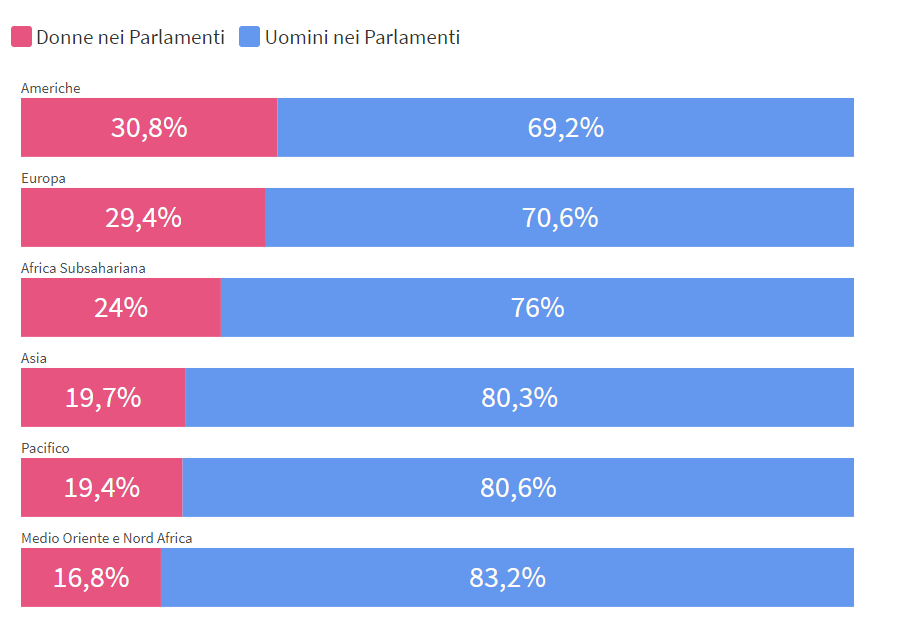 Donne nei Parlamenti Uomini nei Parlamenti
Americhe
30,8% 69,2%
Europa
29,4% 70,6%
Africa Subsahariana
24% 76%
Asia
19,7% 80,3%
Pacifico
19,4% 80,6%
Medio Oriente e Nord Africa
16,8% 83,2%